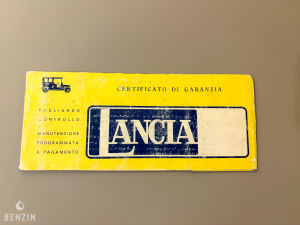 CERTIFICATO DI GARANZIA
TAGLIANDO
CONTROLLO
MANUTENZIONE
PROGRAMMATA
A PAGAMENTO
LANCIA
BENZIN